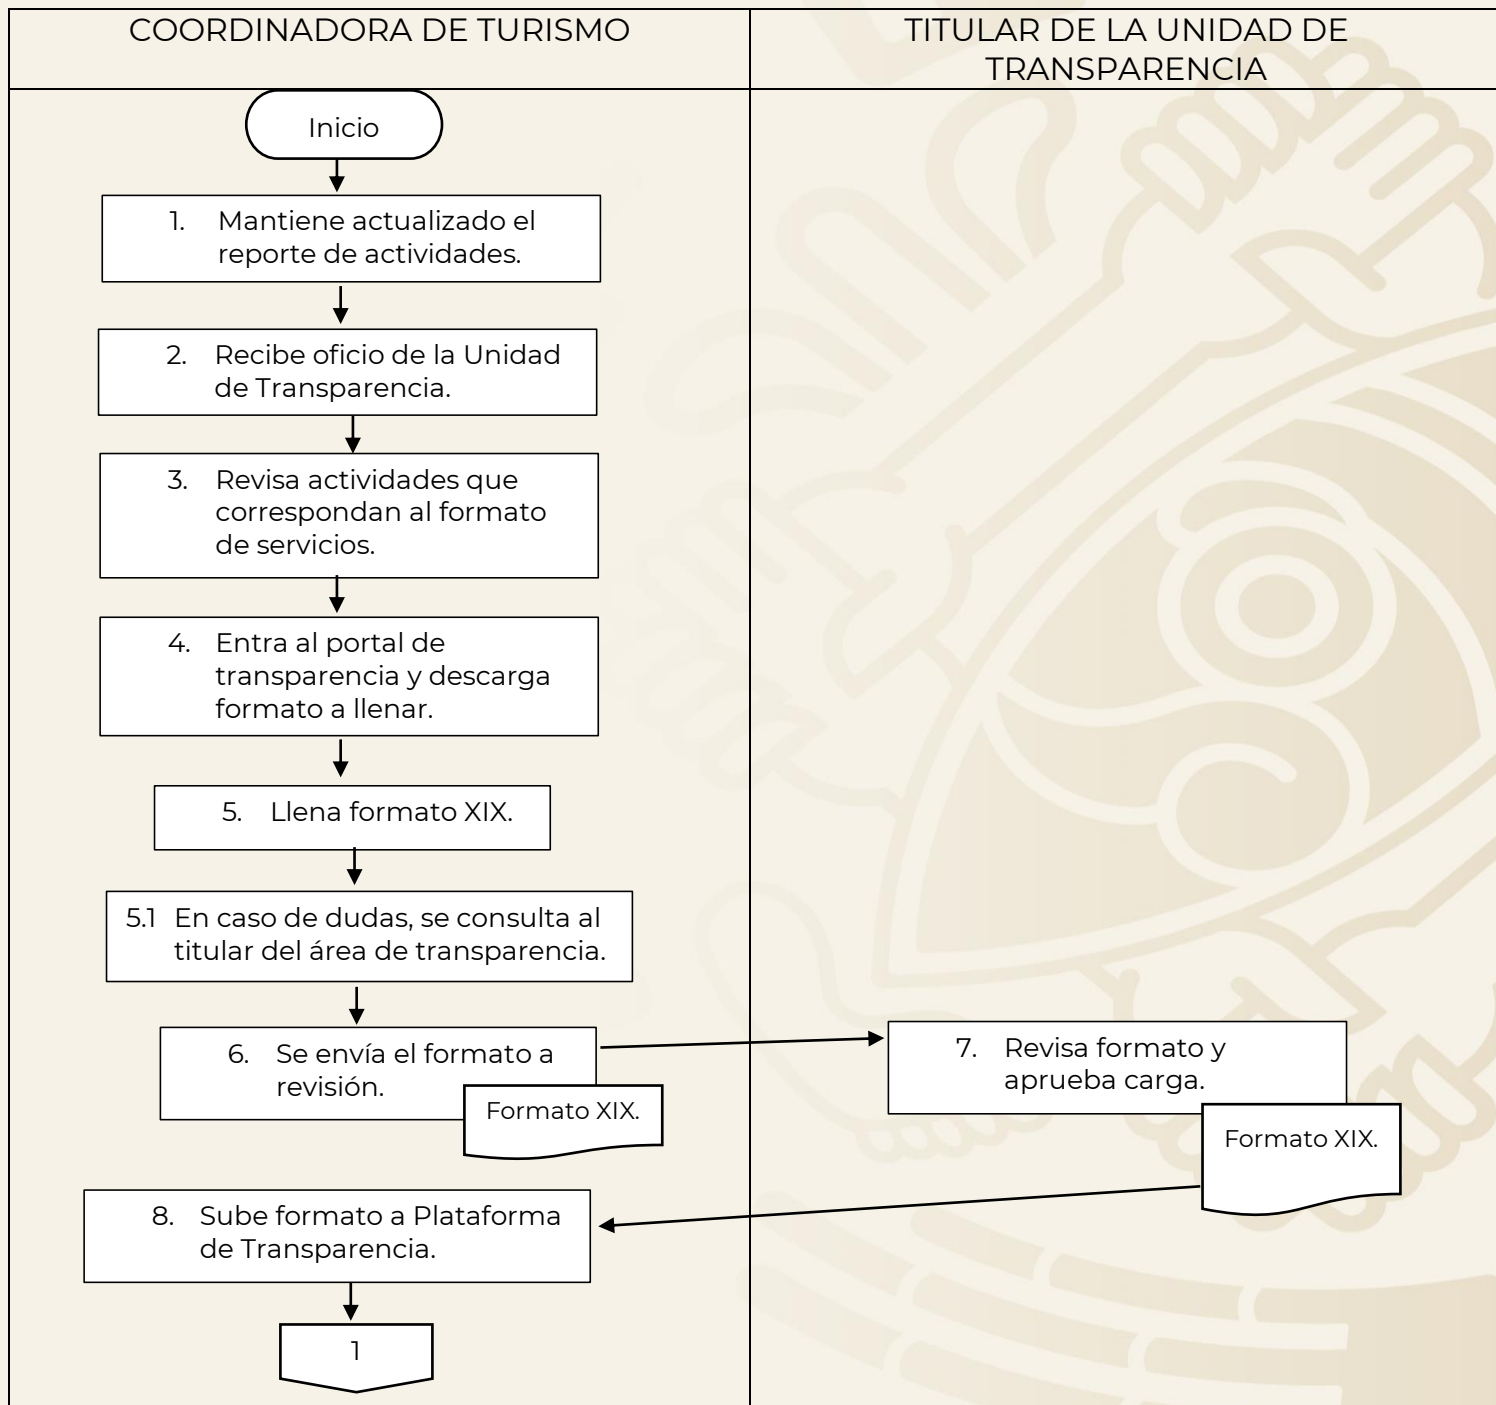 COORDINADORA DE TURISMO
TITULAR DE LA UNIDAD DE
TRANSPARENCIA
Inicio
1. Mantiene actualizado el
reporte de actividades.
2. Recibe oficio de la Unidad
de Transparencia.
3. Revisa actividades que
correspondan al formato
de servicios.
4. Entra al portal de
transparencia y descarga
formato a llenar.
5. Llena formato XIX.
5.1 En caso de dudas, se consulta al
titular del área de transparencia.
6. Se envía el formato a
revisión.
Formato XIX.
7. Revisa formato y
aprueba carga.
Formato XIX.
8. Sube formato a Plataforma
de Transparencia.
1